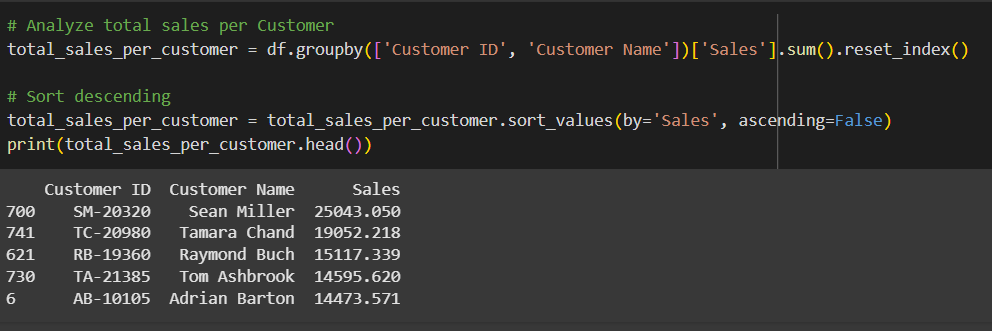 # Analyze total sales per Customer
total_sales_per_customer = df.groupby(['Customer ID', 'Customer Name'])['Sales'].sum().reset_index()
# Sort descending
total_sales_per_customer = total_sales_per_customer.sort_values(by='Sales', ascending=False)
print(total_sales_per_customer.head())
Customer ID Customer Name Sales
700 SM-20320 Sean Miller 25043.050
741 TC-20980 Tamara Chand 19052.218
621 RB-19360 Raymond Buch 15117.339
730 TA-21385 Tom Ashbrook 14595.620
6 AB-10105 Adrian Barton 14473.571